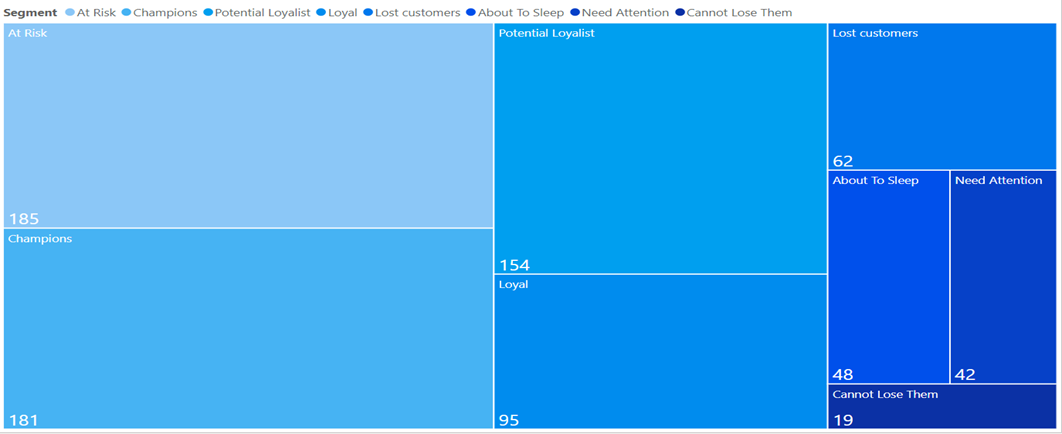 Segment At Risk Champions Potential Loyalist Loyal Lost customers About To Sleep Need Attention Cannot Lose Them
At Risk
185
Champions
181
Potential Loyalist
154
Loyal
95
Lost customers
62
About To Sleep
48
Need Attention
42
Cannot Lose Them
19